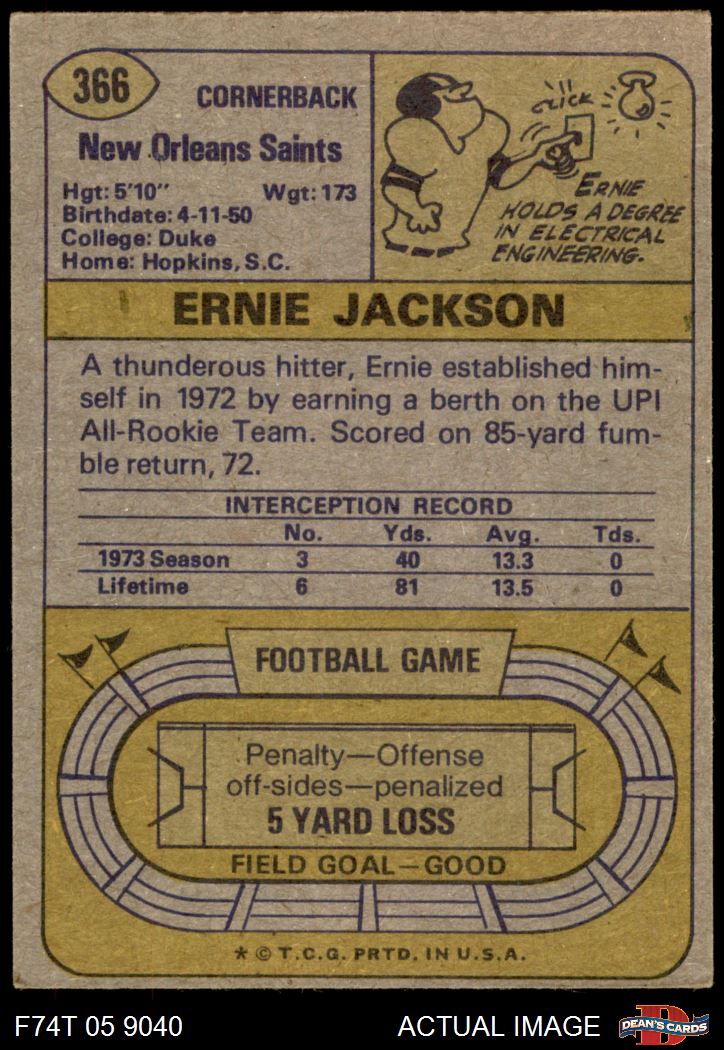 366
CORNERBACK
New Orleans Saints
Hgt: 5'10" Wgt: 173
Birthdate: 4-11-50
College: Duke
Home: Hopkins, S.C.
CLICK
ERNIE
HOLDS A DEGREE
IN ELECTRICAL
ENGINEERING.
ERNIE JACKSON
A thunderous hitter, Ernie established him-
self in 1972 by earning a berth on the UPI
All-Rookie Team. Scored on 85-yard fum-
ble return, 72.
INTERCEPTION RECORD
No. Yds. Avg. Tds.
1973 Season 3 40 13.3 0
Lifetime 6 81 13.5 0
FOOTBALL GAME
Penalty—Offense
off-sides—penalized
5 YARD LOSS
FIELD GOAL—GOOD
* © T.C.G. PRTD. IN U.S.A.
F74T 05 9040 ACTUAL IMAGE
D
DEAN'S CARDS